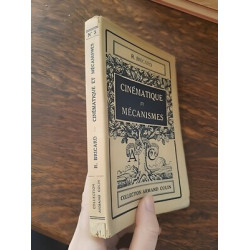 R. BRICARD
CINÉMATIQUE
ET
MÉCANISMES
A C
COLLECTION ARMAND COLIN
R. BRICARD
CINÉMATIQUE ET MÉCANISMES
COLLECTION
ARMAND COLIN